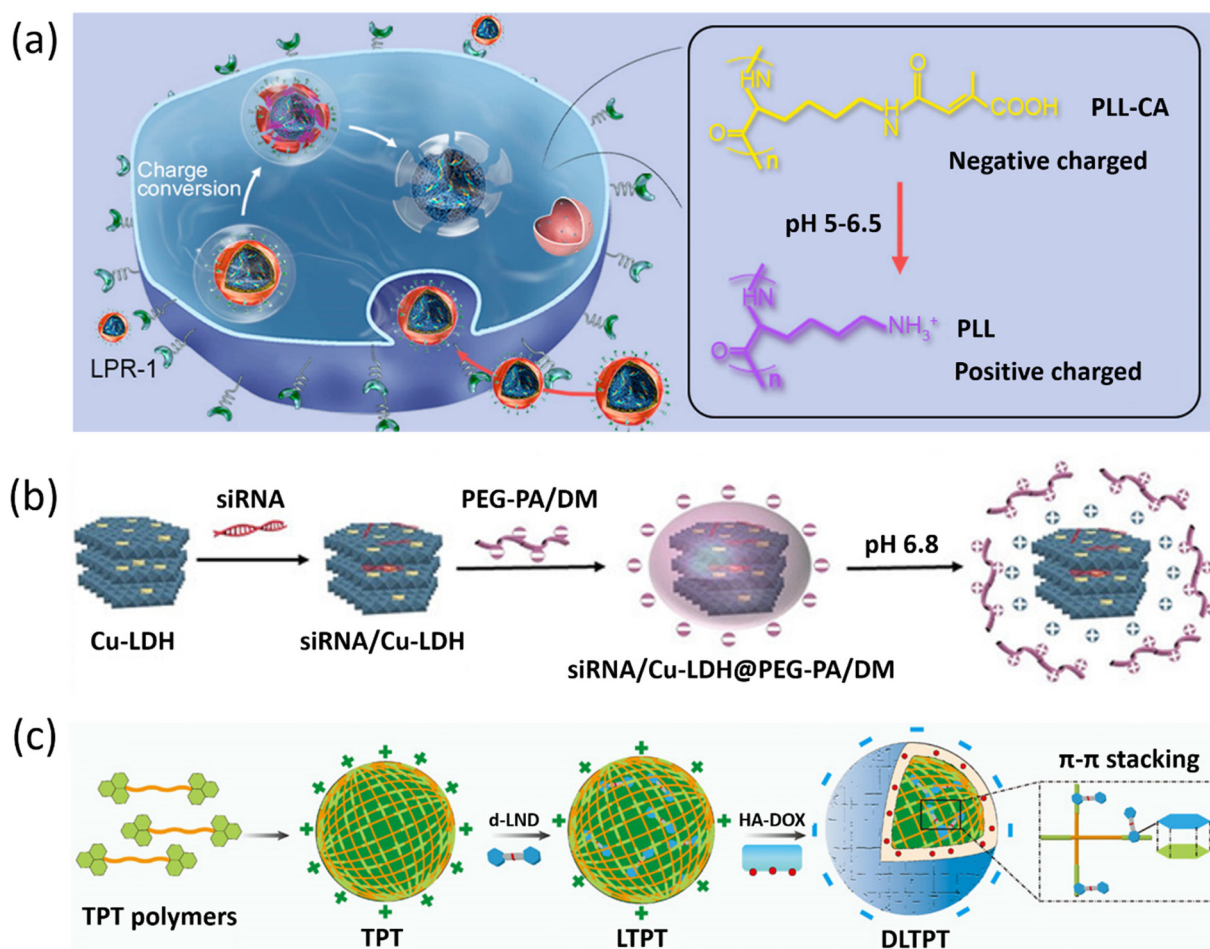 (a)
Charge
conversion
LPR-1
HN
O
n
O
H
N
COOH
PLL-CA
Negative charged
pH 5-6.5
HN
O
n
NH₃⁺
PLL
Positive charged
(b)
siRNA
PEG-PA/DM
pH 6.8
Cu-LDH
siRNA/Cu-LDH
siRNA/Cu-LDH@PEG-PA/DM
(c)
π-π stacking
d-LND
HA-DOX
TPT polymers
TPT
LTPT
DLTPT